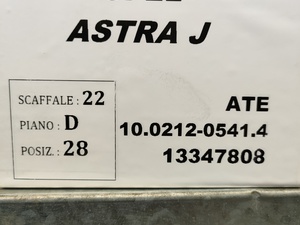 ASTRA J
SCAFFALE : 22
PIANO : D
POSIZ. : 28
ATE
10.0212-0541.4
13347808